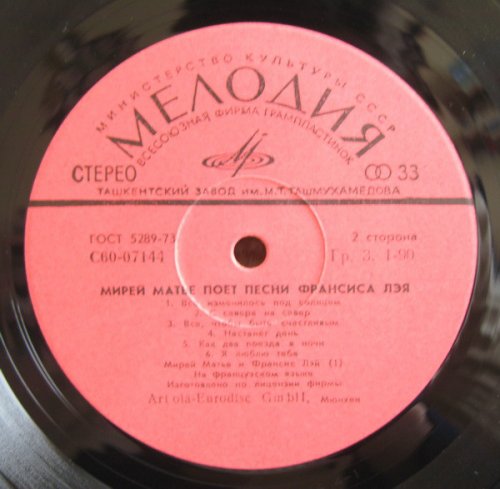 МИНИСТЕРСТВО КУЛЬТУРЫ СССР
МЕЛОДИЯ
ВСЕСОЮЗНАЯ ФИРМА ГРАМПЛАСТИНОК
СТЕРЕО
33
ТАШКЕНТСКИЙ ЗАВОД ИМ. М.Т. ТАШМУХАМЕДОВА
ГОСТ 5289-73
2 сторона
С60-07144
Гр. 3. 1-90
МИРЕЙ МАТЬЕ ПОЕТ ПЕСНИ ФРАНСИСА ЛЭЯ
1. Все изменилось под солнцем
2. С севера на север
3. Все, чтобы быть счастливым
4. Настанет день
5. Как два поезда в ночи
6. Я люблю тебя
Мирей Матье и Франсис Лэй (1)
На французском языке
Изготовлено по лицензии фирмы
Ariola-Eurodisc GmbH, Мюнхен